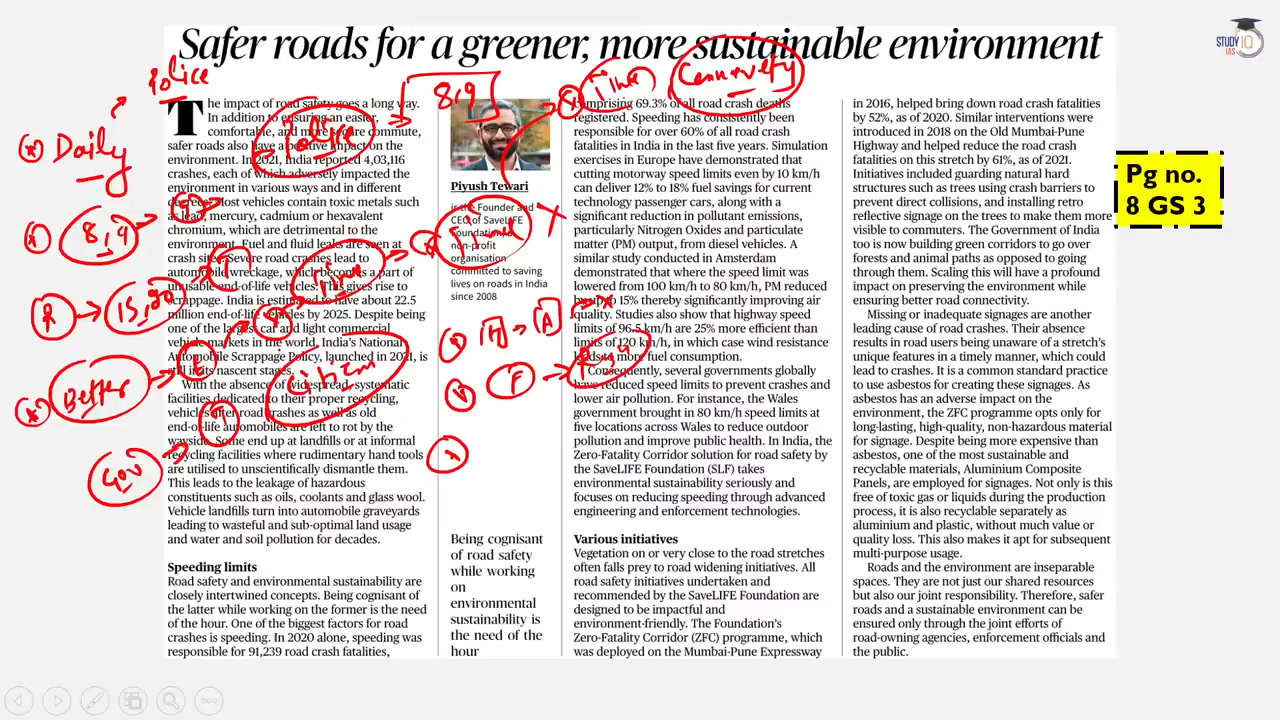 Safer roads for a greener, more sustainable environment
STUDY IQ
IAS
Pg no.
8 GS 3
The impact of road safety goes a long way.
In addition to ensuring an easier,
comfortable, and more secure commute,
safer roads also have a positive impact on the
environment. In 2021, India reported 4,03,116
crashes, each of which adversely impacted the
environment in various ways and in different
degrees. Most vehicles contain toxic metals such
as lead, mercury, cadmium or hexavalent
chromium, which are detrimental to the
environment. Fuel and fluid leaks are seen at
crash sites. Severe road crashes lead to
automobile wreckage, which becomes a part of
unusable end-of-life vehicles. This gives rise to
scrappage. India is estimated to have about 22.5
million end-of-life vehicles by 2025. Despite being
one of the largest car and light commercial
vehicle markets in the world, India's National
Automobile Scrappage Policy, launched in 2021, is
still in its nascent stages.
With the absence of widespread, systematic
facilities dedicated to their proper recycling,
vehicles after road crashes as well as old
end-of-life automobiles are left to rot by the
wayside. Some end up at landfills or at informal
recycling facilities where rudimentary hand tools
are utilised to unscientifically dismantle them.
This leads to the leakage of hazardous
constituents such as oils, coolants and glass wool.
Vehicle landfills turn into automobile graveyards
leading to wasteful and sub-optimal land usage
and water and soil pollution for decades.
Speeding limits
Road safety and environmental sustainability are
closely intertwined concepts. Being cognisant of
the latter while working on the former is the need
of the hour. One of the biggest factors for road
crashes is speeding. In 2020 alone, speeding was
responsible for 91,239 road crash fatalities,
Piyush Tewari
is the Founder and
CEO of SaveLIFE
Foundation, a
non-profit
organisation
committed to saving
lives on roads in India
since 2008
Being cognisant
of road safety
while working
on
environmental
sustainability is
the need of the
hour
comprising 69.3% of all road crash deaths
registered. Speeding has consistently been
responsible for over 60% of all road crash
fatalities in India in the last five years. Simulation
exercises in Europe have demonstrated that
cutting motorway speed limits even by 10 km/h
can deliver 12% to 18% fuel savings for current
technology passenger cars, along with a
significant reduction in pollutant emissions,
particularly Nitrogen Oxides and particulate
matter (PM) output, from diesel vehicles. A
similar study conducted in Amsterdam
demonstrated that where the speed limit was
lowered from 100 km/h to 80 km/h, PM reduced
by up to 15% thereby significantly improving air
quality. Studies also show that highway speed
limits of 96.5 km/h are 25% more efficient than
limits of 120 km/h, in which case wind resistance
leads to more fuel consumption.
Consequently, several governments globally
have reduced speed limits to prevent crashes and
lower air pollution. For instance, the Wales
government brought in 80 km/h speed limits at
five locations across Wales to reduce outdoor
pollution and improve public health. In India, the
Zero-Fatality Corridor solution for road safety by
the SaveLIFE Foundation (SLF) takes
environmental sustainability seriously and
focuses on reducing speeding through advanced
engineering and enforcement technologies.
Various initiatives
Vegetation on or very close to the road stretches
often falls prey to road widening initiatives. All
road safety initiatives undertaken and
recommended by the SaveLIFE Foundation are
designed to be impactful and
environment-friendly. The Foundation's
Zero-Fatality Corridor (ZFC) programme, which
was deployed on the Mumbai-Pune Expressway
in 2016, helped bring down road crash fatalities
by 52%, as of 2020. Similar interventions were
introduced in 2018 on the Old Mumbai-Pune
Highway and helped reduce the road crash
fatalities on this stretch by 61%, as of 2021.
Initiatives included guarding natural hard
structures such as trees using crash barriers to
prevent direct collisions, and installing retro
reflective signage on the trees to make them more
visible to commuters. The Government of India
too is now building green corridors to go over
forests and animal paths as opposed to going
through them. Scaling this will have a profound
impact on preserving the environment while
ensuring better road connectivity.
Missing or inadequate signages are another
leading cause of road crashes. Their absence
results in road users being unaware of a stretch's
unique features in a timely manner, which could
lead to crashes. It is a common standard practice
to use asbestos for creating these signages. As
asbestos has an adverse impact on the
environment, the ZFC programme opts only for
long-lasting, high-quality, non-hazardous material
for signage. Despite being more expensive than
asbestos, one of the most sustainable and
recyclable materials, Aluminium Composite
Panels, are employed for signages. Not only is this
free of toxic gas or liquids during the production
process, it is also recyclable separately as
aluminium and plastic, without much value or
quality loss. This also makes it apt for subsequent
multi-purpose usage.
Roads and the environment are inseparable
spaces. They are not just our shared resources
but also our joint responsibility. Therefore, safer
roads and a sustainable environment can be
ensured only through the joint efforts of
road-owning agencies, enforcement officials and
the public.
Police
Daily
8,9
15,20
Better
Gov
Police
8,9
Time
Citizen
Time